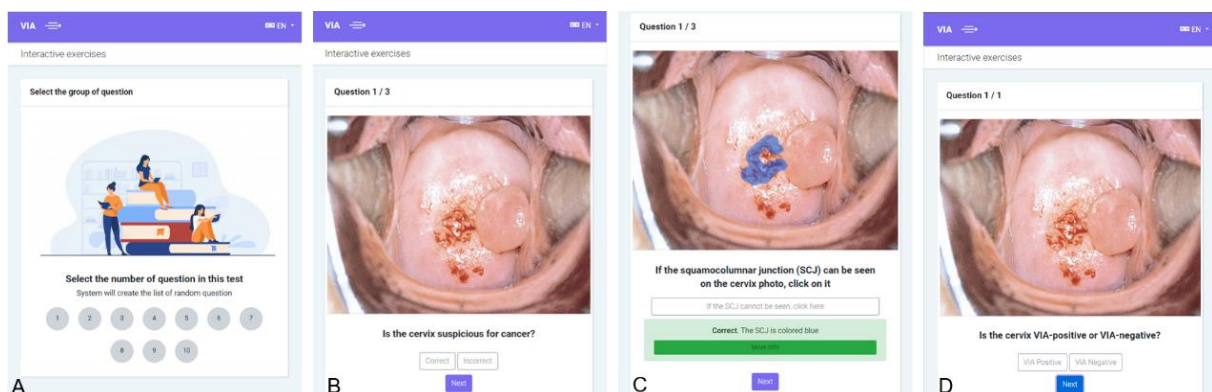 VIA
EN
Interactive exercises
Select the group of question
Select the number of question in this test
System will create the list of random question
1 2 3 4 5 6 7
8 9 10
A
VIA
EN
Interactive exercises
Question 1 / 3
Is the cervix suspicious for cancer?
Correct Incorrect
Next
B
Question 1 / 3
If the squamocolumnar junction (SCJ) can be seen
on the cervix photo, click on it
If the SCJ cannot be seen, click here
Correct. The SCJ is colored blue
More info
Next
C
VIA
EN
Interactive exercises
Question 1 / 1
Is the cervix VIA-positive or VIA-negative?
VIA Positive VIA Negative
Next
D